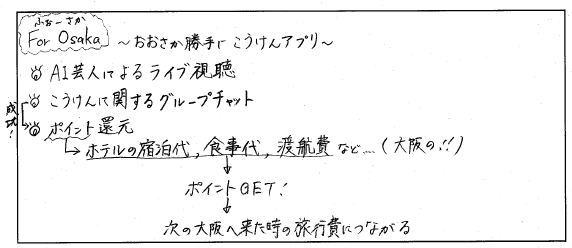 ふぉーさか
For Osaka ～おおさか勝手にこうけんアプリ～
AI芸人によるライブ視聴
こうけんに関するグループチャット
成功!
ポイント還元
ホテルの宿泊代, 食事代, 渡航費 など…(大阪の!!)
ポイントGET!
次の大阪へ来た時の旅行費につながる